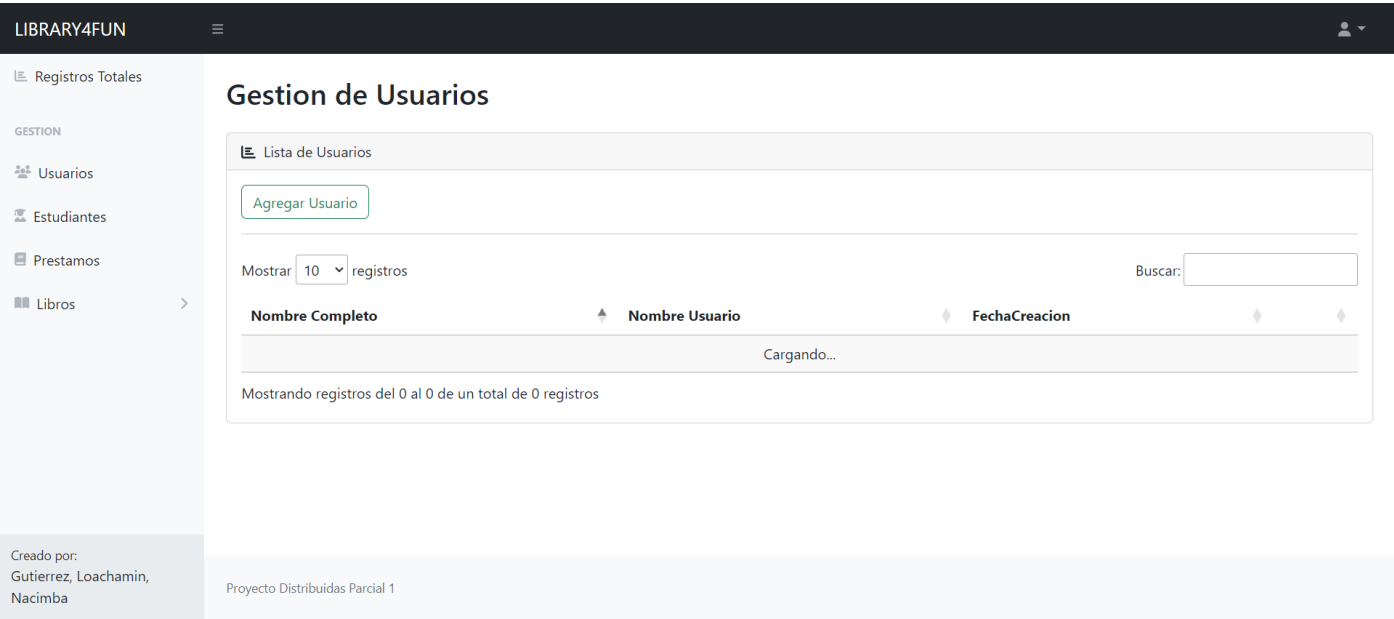 LIBRARY4FUN
Registros Totales
GESTION
Usuarios
Estudiantes
Prestamos
Libros
Creado por:
Gutierrez, Loachamin,
Nacimba
Gestion de Usuarios
Lista de Usuarios
Agregar Usuario
Mostrar 10 registros
Buscar:
Nombre Completo Nombre Usuario FechaCreacion
Cargando...
Mostrando registros del 0 al 0 de un total de 0 registros
Proyecto Distribuidas Parcial 1